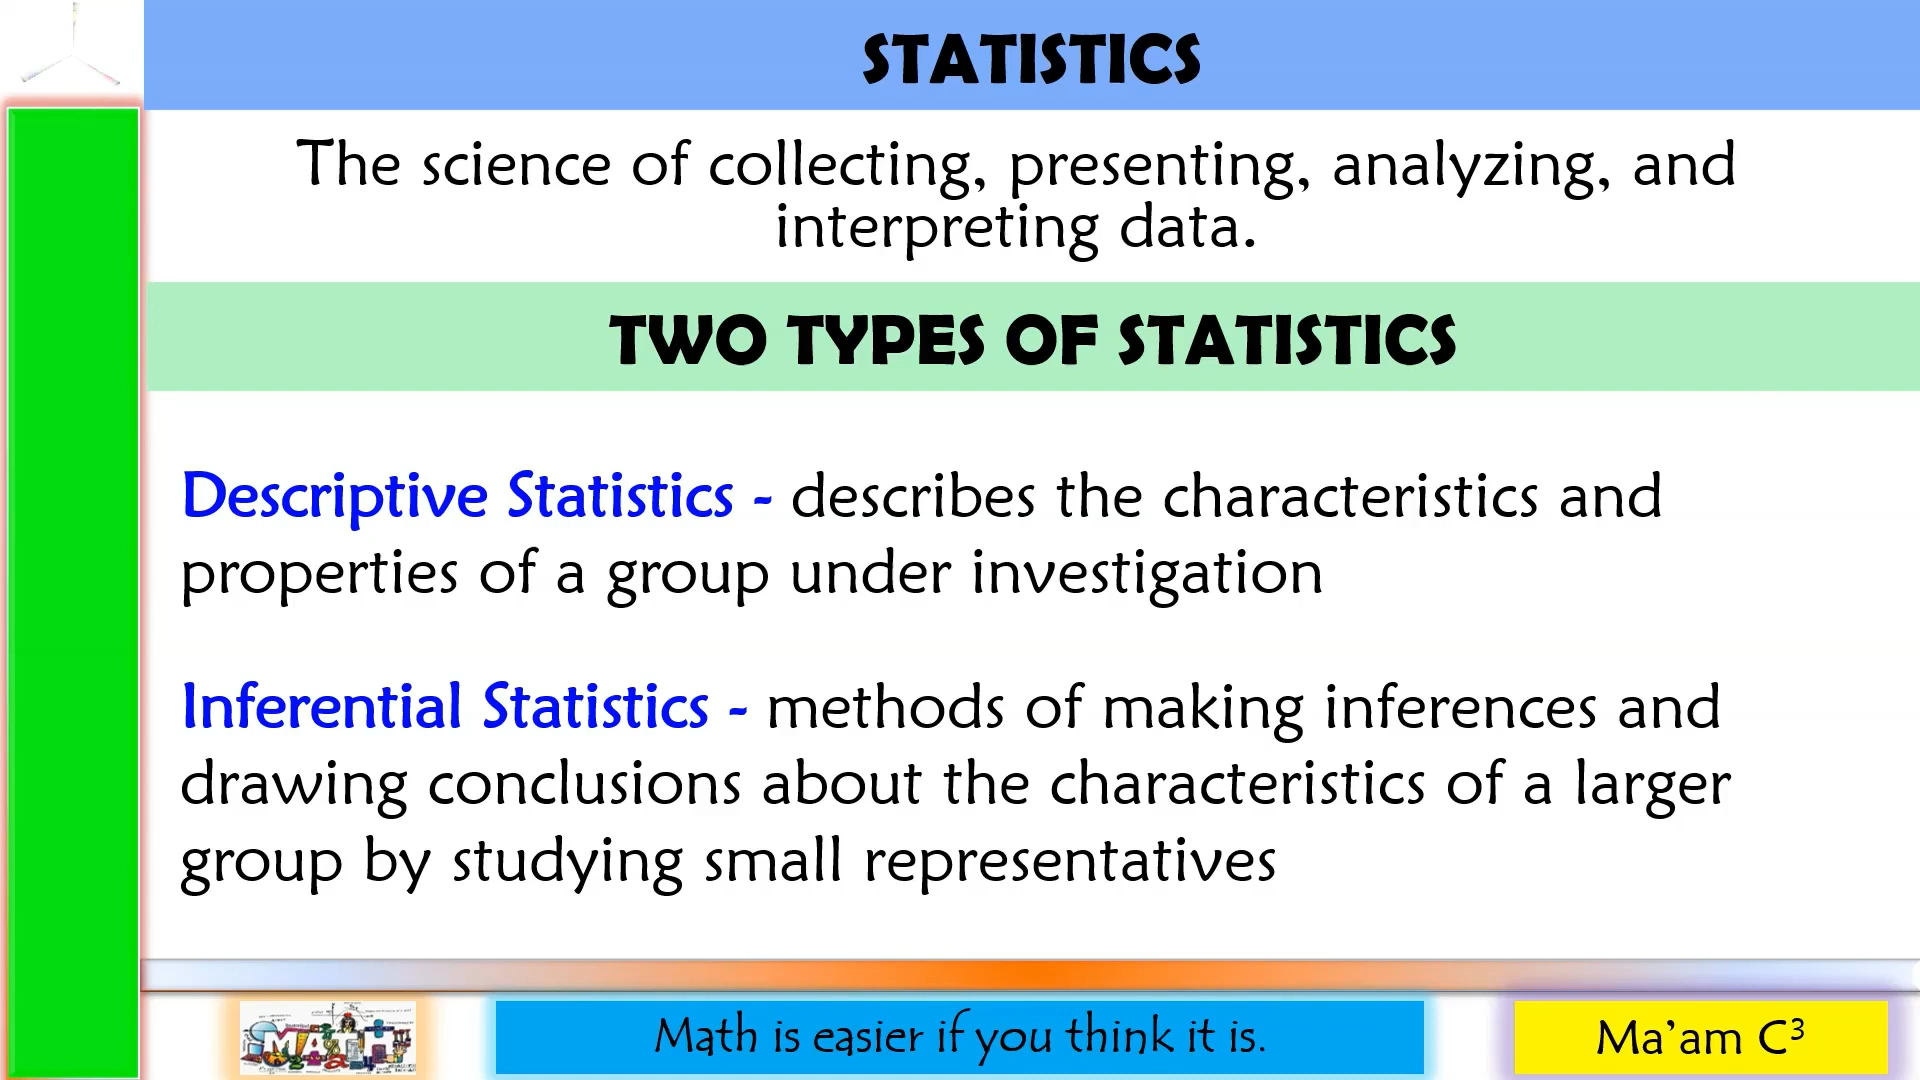 STATISTICS
The science of collecting, presenting, analyzing, and
interpreting data.
TWO TYPES OF STATISTICS
Descriptive Statistics - describes the characteristics and
properties of a group under investigation
Inferential Statistics - methods of making inferences and
drawing conclusions about the characteristics of a larger
group by studying small representatives
MATH
Math is easier if you think it is.
Ma’am C³